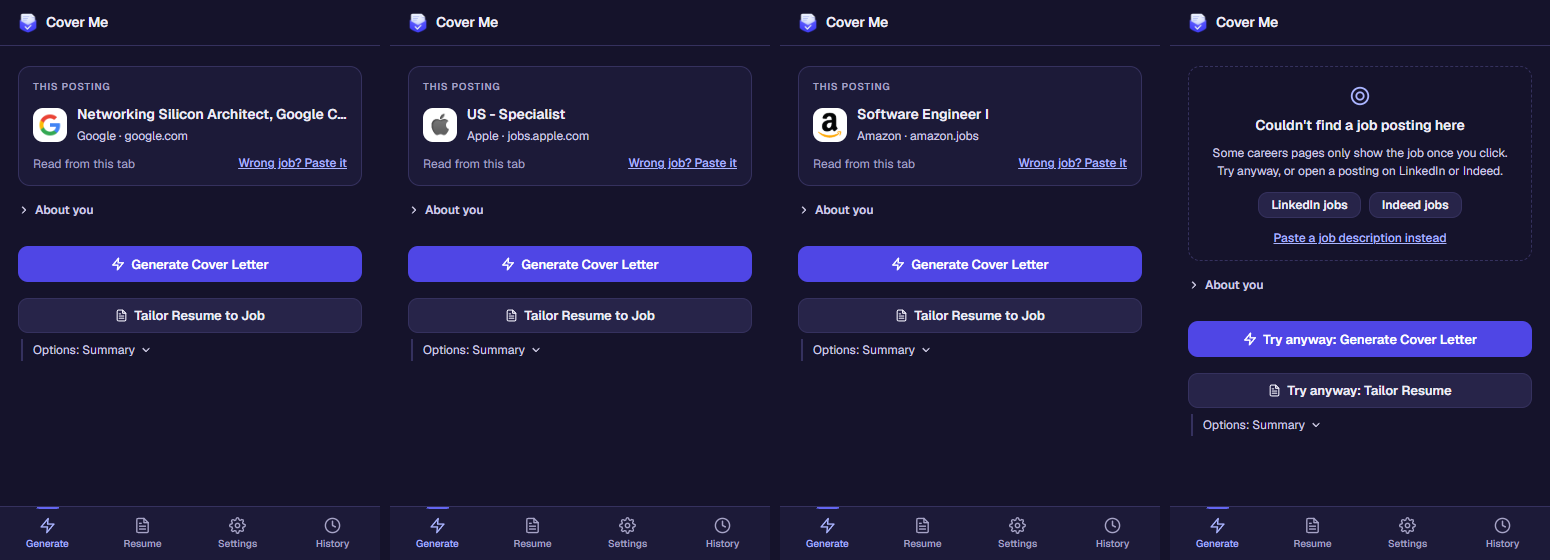 Cover Me
THIS POSTING
Networking Silicon Architect, Google C...
Google · google.com
Read from this tab
Wrong job? Paste it
About you
Generate Cover Letter
Tailor Resume to Job
Options: Summary
Generate
Resume
Settings
History
Cover Me
THIS POSTING
US - Specialist
Apple · jobs.apple.com
Read from this tab
Wrong job? Paste it
About you
Generate Cover Letter
Tailor Resume to Job
Options: Summary
Generate
Resume
Settings
History
Cover Me
THIS POSTING
Software Engineer I
Amazon · amazon.jobs
Read from this tab
Wrong job? Paste it
About you
Generate Cover Letter
Tailor Resume to Job
Options: Summary
Generate
Resume
Settings
History
Cover Me
Couldn't find a job posting here
Some careers pages only show the job once you click.
Try anyway, or open a posting on LinkedIn or Indeed.
LinkedIn jobs
Indeed jobs
Paste a job description instead
About you
Try anyway: Generate Cover Letter
Try anyway: Tailor Resume
Options: Summary
Generate
Resume
Settings
History